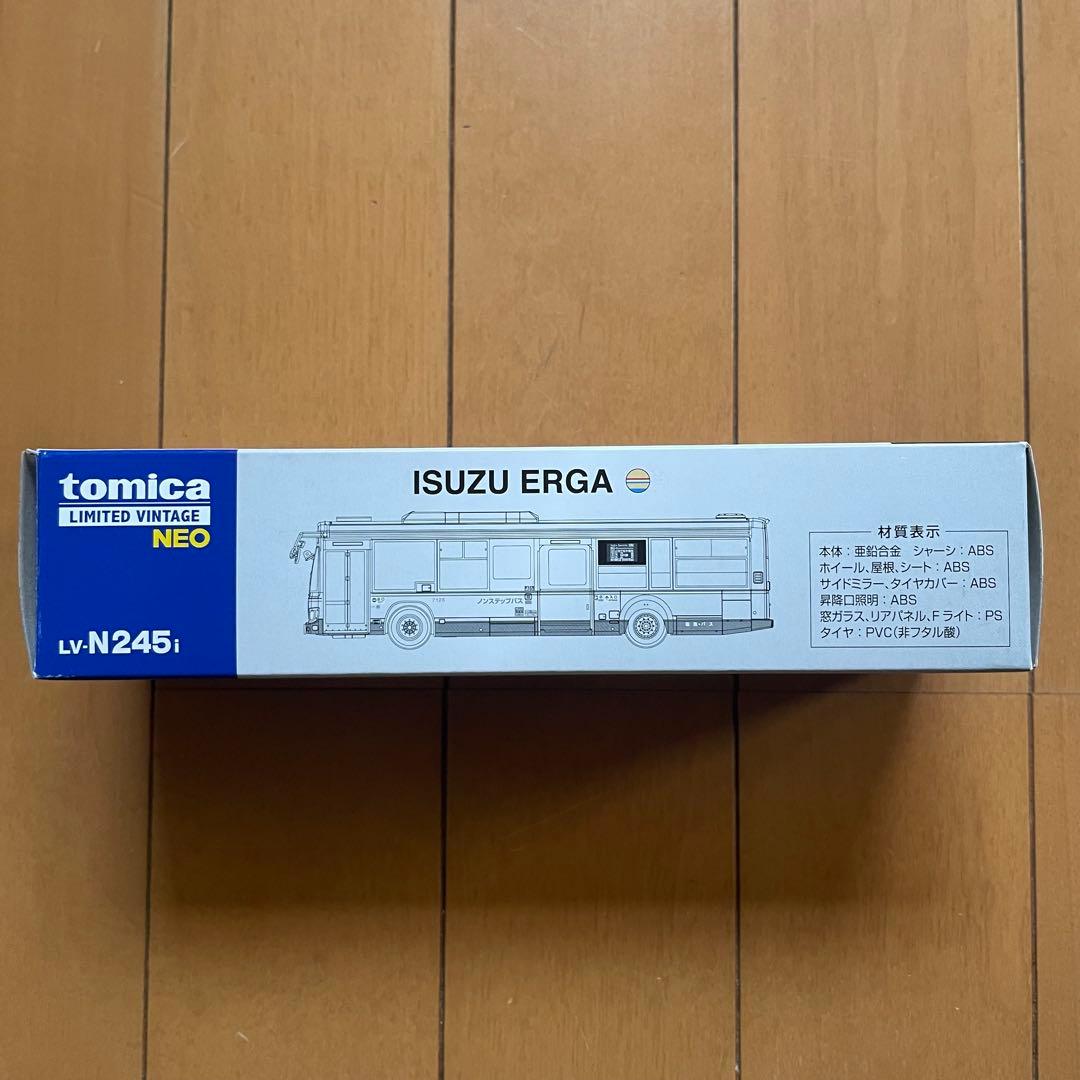 tomica
LIMITED VINTAGE
NEO
LV-N245i
ISUZU ERGA
7125
ノンステップバス
材質表示
本体：亜鉛合金　シャーシ：ABS
ホイール、屋根、シート：ABS
サイドミラー、タイヤカバー：ABS
昇降口照明：ABS
窓ガラス、リアパネル、Fライト：PS
タイヤ：PVC（非フタル酸）